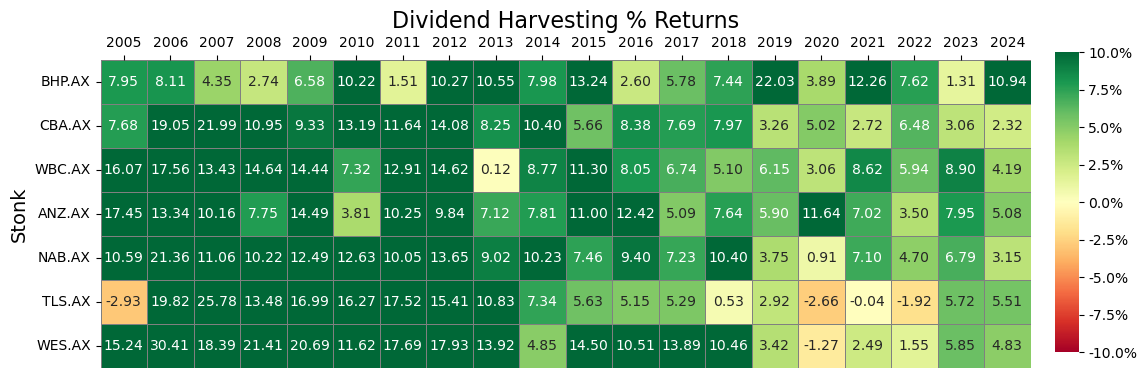 Dividend Harvesting % Returns
2005 2006 2007 2008 2009 2010 2011 2012 2013 2014 2015 2016 2017 2018 2019 2020 2021 2022 2023 2024
Stonk
BHP.AX 7.95 8.11 4.35 2.74 6.58 10.22 1.51 10.27 10.55 7.98 13.24 2.60 5.78 7.44 22.03 3.89 12.26 7.62 1.31 10.94
CBA.AX 7.68 19.05 21.99 10.95 9.33 13.19 11.64 14.08 8.25 10.40 5.66 8.38 7.69 7.97 3.26 5.02 2.72 6.48 3.06 2.32
WBC.AX 16.07 17.56 13.43 14.64 14.44 7.32 12.91 14.62 0.12 8.77 11.30 8.05 6.74 5.10 6.15 3.06 8.62 5.94 8.90 4.19
ANZ.AX 17.45 13.34 10.16 7.75 14.49 3.81 10.25 9.84 7.12 7.81 11.00 12.42 5.09 7.64 5.90 11.64 7.02 3.50 7.95 5.08
NAB.AX 10.59 21.36 11.06 10.22 12.49 12.63 10.05 13.65 9.02 10.23 7.46 9.40 7.23 10.40 3.75 0.91 7.10 4.70 6.79 3.15
TLS.AX -2.93 19.82 25.78 13.48 16.99 16.27 17.52 15.41 10.83 7.34 5.63 5.15 5.29 0.53 2.92 -2.66 -0.04 -1.92 5.72 5.51
WES.AX 15.24 30.41 18.39 21.41 20.69 11.62 17.69 17.93 13.92 4.85 14.50 10.51 13.89 10.46 3.42 -1.27 2.49 1.55 5.85 4.83
10.0%
7.5%
5.0%
2.5%
0.0%
-2.5%
-5.0%
-7.5%
-10.0%